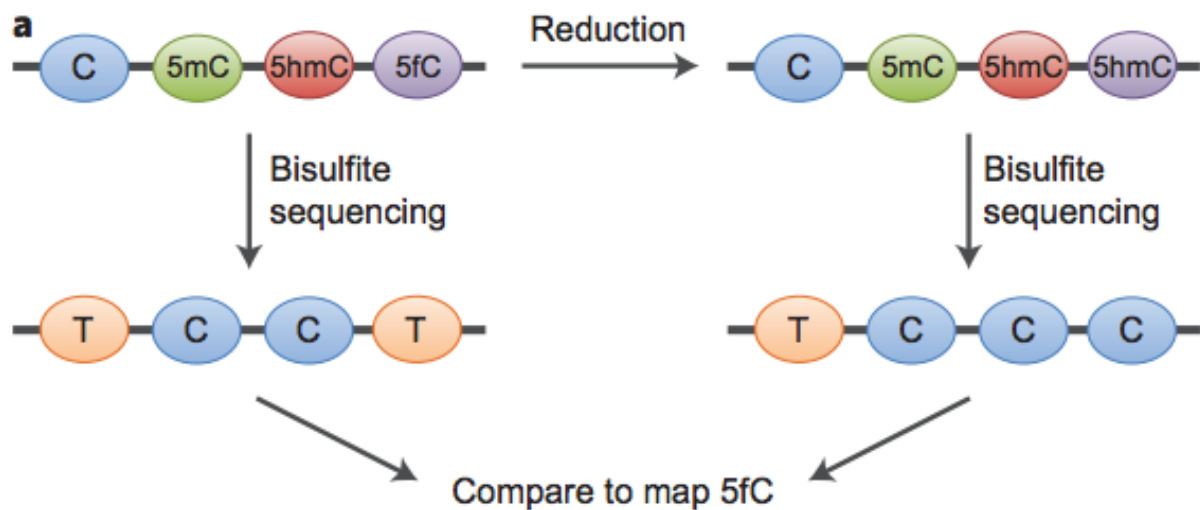 a
C 5mC 5hmC 5fC
Reduction
C 5mC 5hmC 5hmC
Bisulfite
sequencing
Bisulfite
sequencing
T C C T
T C C C
Compare to map 5fC